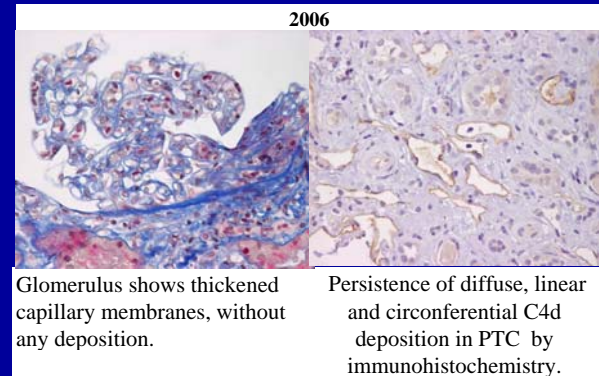 2006
Glomerulus shows thickened
capillary membranes, without
any deposition.
Persistence of diffuse, linear
and circonferential C4d
deposition in PTC by
immunohistochemistry.